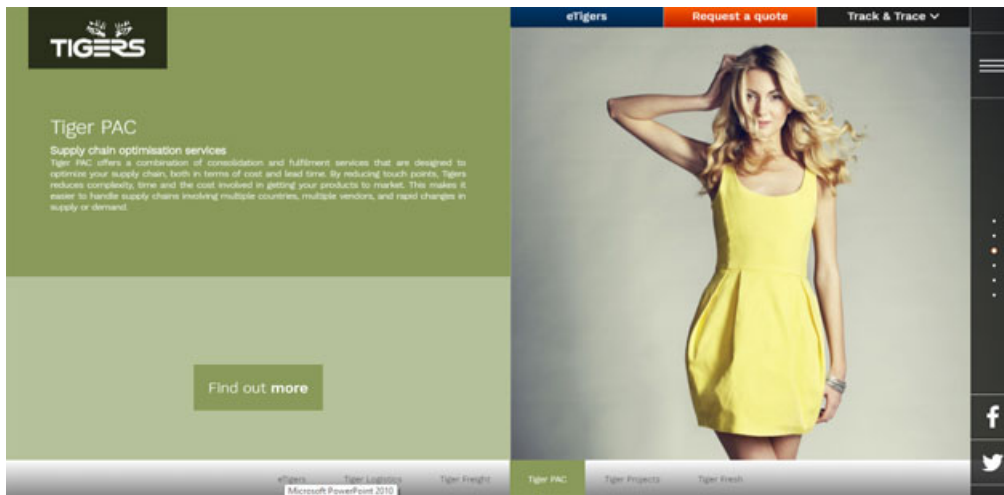 TIGERS
eTigers
Request a quote
Track & Trace
Tiger PAC
Supply chain optimisation services
Tiger PAC offers a combination of consolidation and fulfilment services that are designed to
optimize your supply chain, both in terms of cost and lead time. By reducing touch points, Tigers
reduces complexity, time and the cost involved in getting your products to market. This makes it
easier to handle supply chains involving multiple countries, multiple vendors, and rapid changes in
supply or demand.
Find out more
eTigers
Tiger Logistics
Tiger Freight
Tiger PAC
Tiger Projects
Tiger Fresh
Microsoft PowerPoint 2010